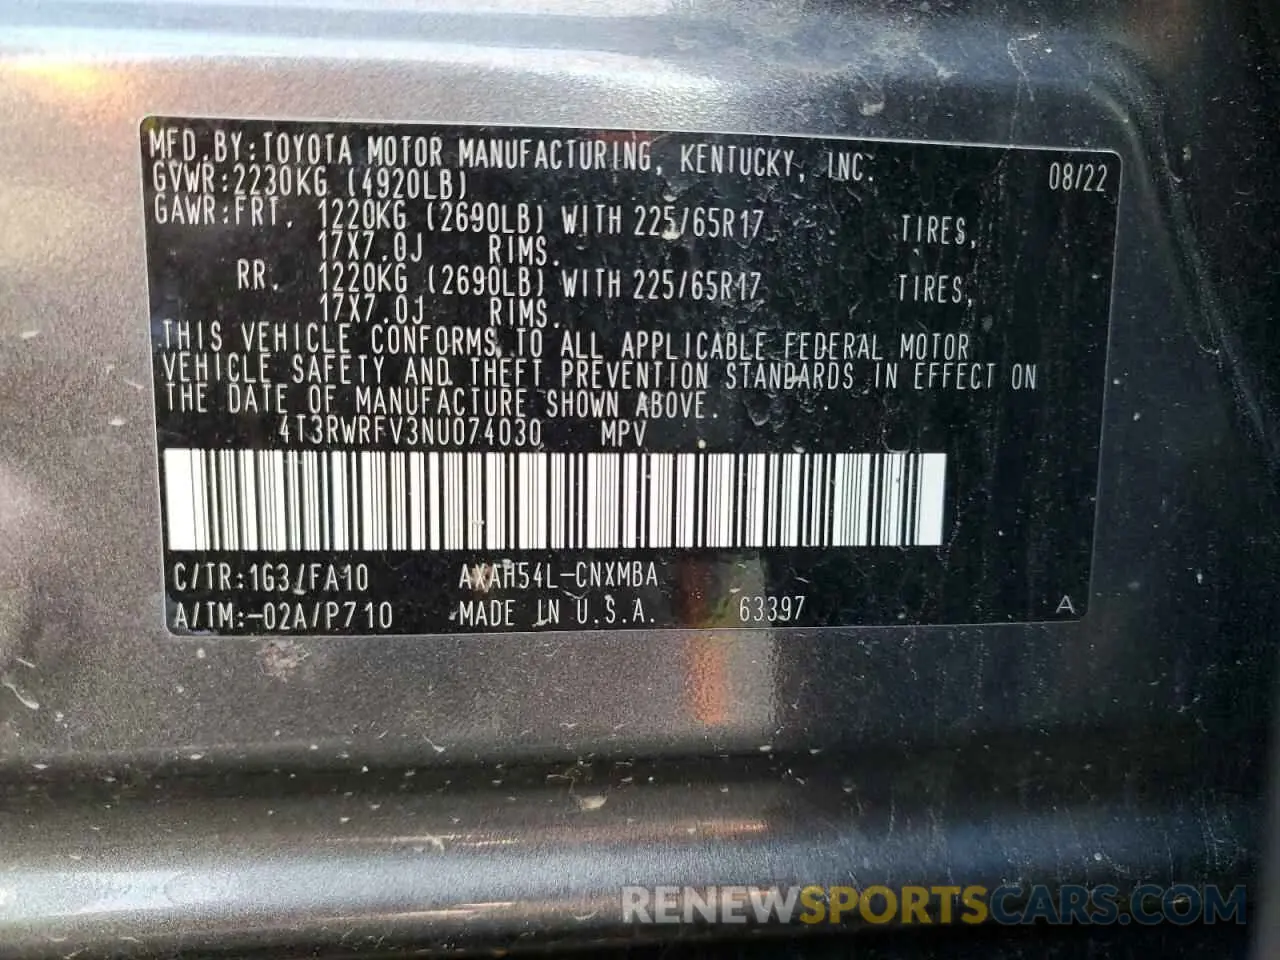 MFD.BY:TOYOTA MOTOR MANUFACTURING, KENTUCKY, INC. 08/22
GVWR:2230KG (4920LB)
GAWR:FRT. 1220KG (2690LB) WITH 225/65R17 TIRES,
17X7.0J RIMS.
RR. 1220KG (2690LB) WITH 225/65R17 TIRES,
17X7.0J RIMS.
THIS VEHICLE CONFORMS TO ALL APPLICABLE FEDERAL MOTOR
VEHICLE SAFETY AND THEFT PREVENTION STANDARDS IN EFFECT ON
THE DATE OF MANUFACTURE SHOWN ABOVE.
4T3RWRFV3NU074030 MPV
C/TR:1G3/FA10 AXAH54L-CNXMBA
A/TM:-02A/P710 MADE IN U.S.A. 63397 A
RENEWSPORTSCARS.COM